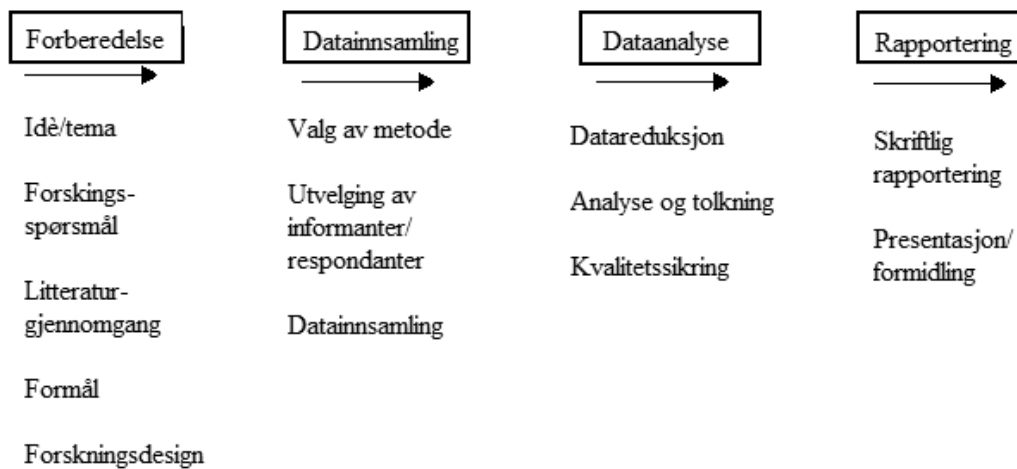 Forberedelse
Idè/tema
Forskings-
spørsmål
Litteratur-
gjennomgang
Formål
Forskningsdesign
Datainnsamling
Valg av metode
Utvelging av
informanter/
respondanter
Datainnsamling
Dataanalyse
Datareduksjon
Analyse og tolkning
Kvalitetssikring
Rapportering
Skriftlig
rapportering
Presentasjon/
formidling